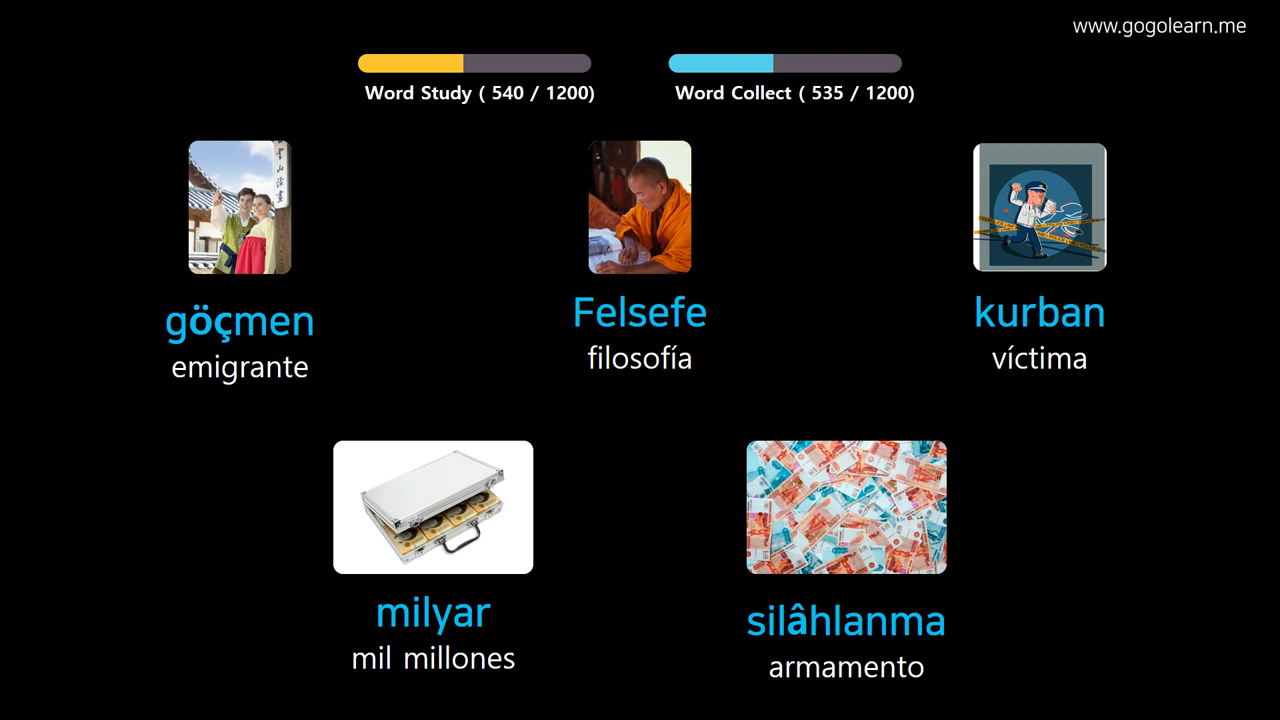 www.gogolearn.me
Word Study ( 540 / 1200)
Word Collect ( 535 / 1200)
göçmen
emigrante
Felsefe
filosofía
kurban
víctima
milyar
mil millones
silâhlanma
armamento